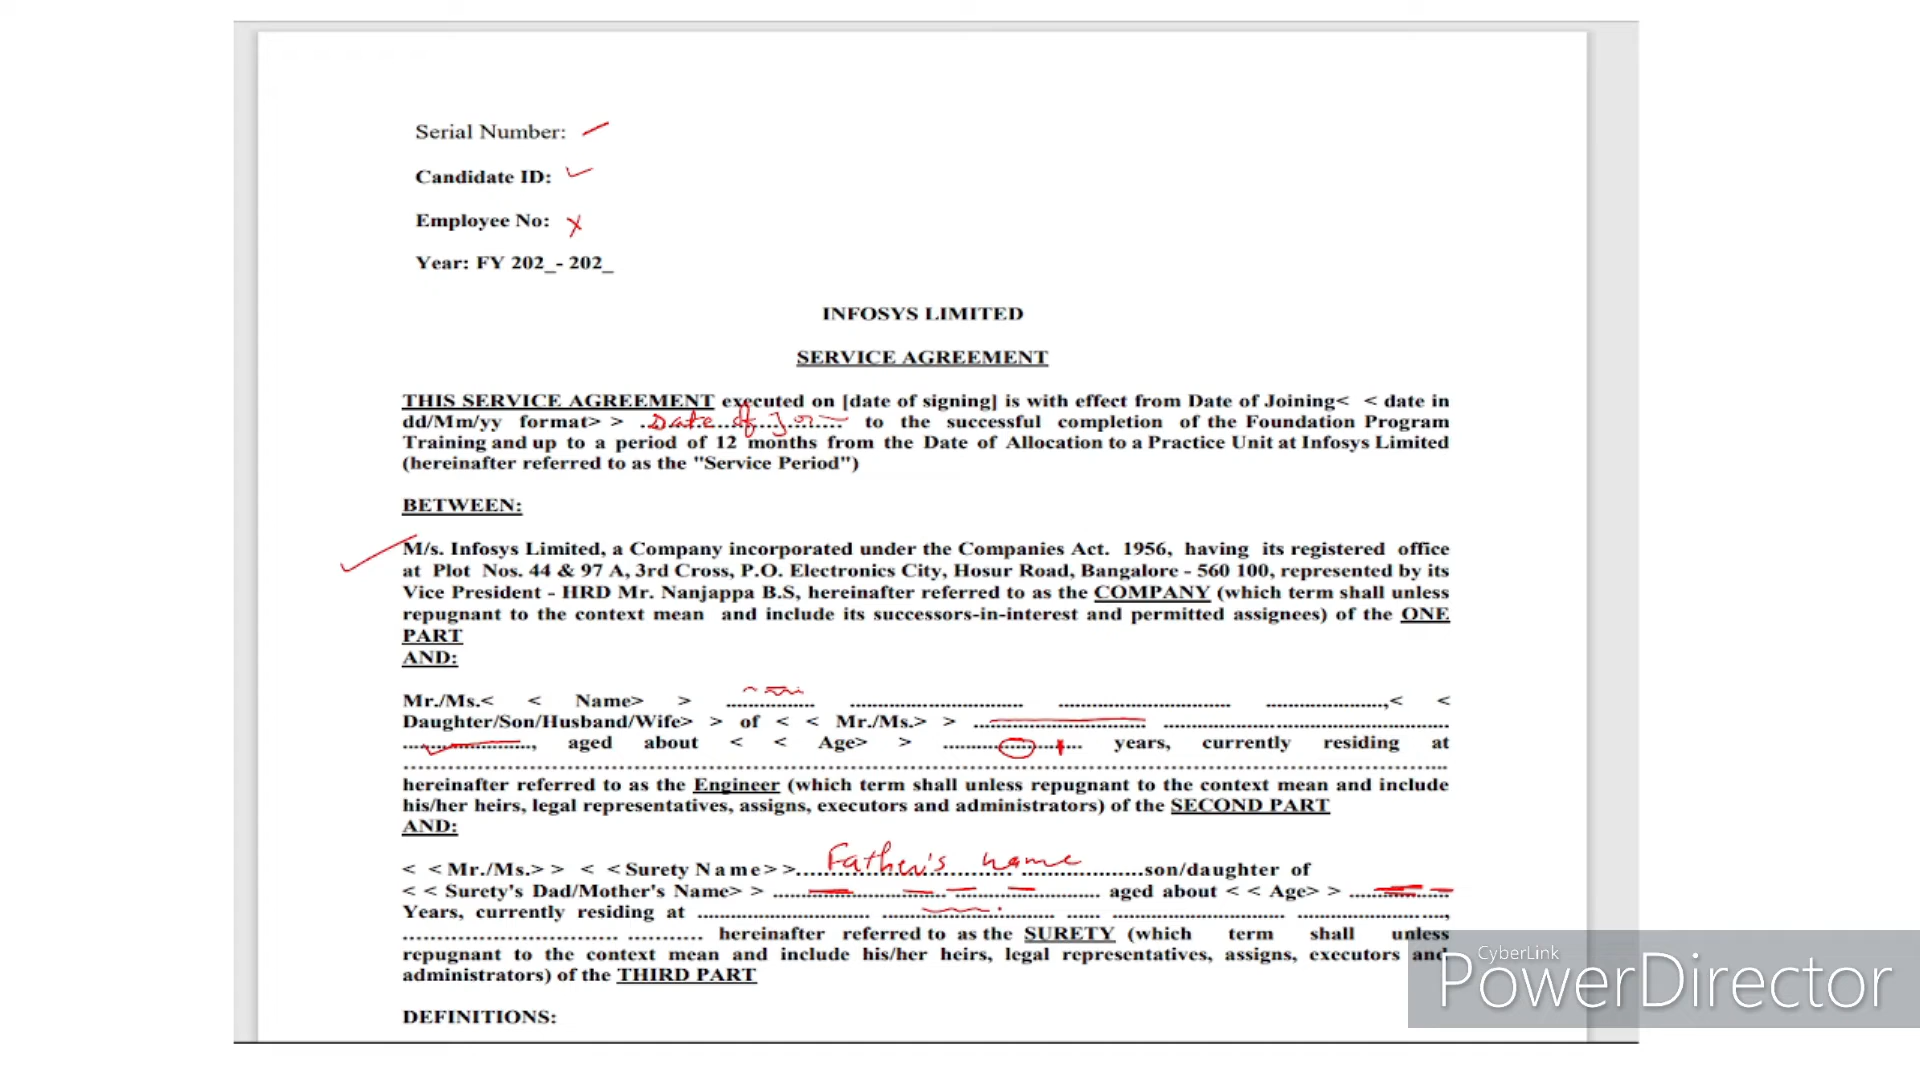 Serial Number:
Candidate ID:
Employee No: x
Year: FY 202_- 202_
INFOSYS LIMITED
SERVICE AGREEMENT
THIS SERVICE AGREEMENT executed on [date of signing] is with effect from Date of Joining< < date in
dd/Mm/yy format> > Date of Join to the successful completion of the Foundation Program
Training and up to a period of 12 months from the Date of Allocation to a Practice Unit at Infosys Limited
(hereinafter referred to as the "Service Period")
BETWEEN:
M/s. Infosys Limited, a Company incorporated under the Companies Act. 1956, having its registered office
at Plot Nos. 44 & 97 A, 3rd Cross, P.O. Electronics City, Hosur Road, Bangalore - 560 100, represented by its
Vice President - HRD Mr. Nanjappa B.S, hereinafter referred to as the COMPANY (which term shall unless
repugnant to the context mean and include its successors-in-interest and permitted assignees) of the ONE
PART
AND:
Mr./Ms.< < Name> > ................ ............................... ............................... .....................,< <
Daughter/Son/Husband/Wife> > of < < Mr./Ms.> > ............................... ...................................................
......................., aged about < < Age> > ......................... years, currently residing at
...............................................................................................................
hereinafter referred to as the Engineer (which term shall unless repugnant to the context mean and include
his/her heirs, legal representatives, assigns, executors and administrators) of the SECOND PART
AND:
< < Mr./Ms.> > < < Surety Name> > Father's name ......................son/daughter of
< < Surety's Dad/Mother's Name> > ............................... .......................... aged about < < Age> > ..................
Years, currently residing at ............................... ............................... ...... ............................... ...........................,
............................... ........... hereinafter referred to as the SURETY (which term shall unless
repugnant to the context mean and include his/her heirs, legal representatives, assigns, executors and
administrators) of the THIRD PART
DEFINITIONS:
CyberLink
PowerDirector